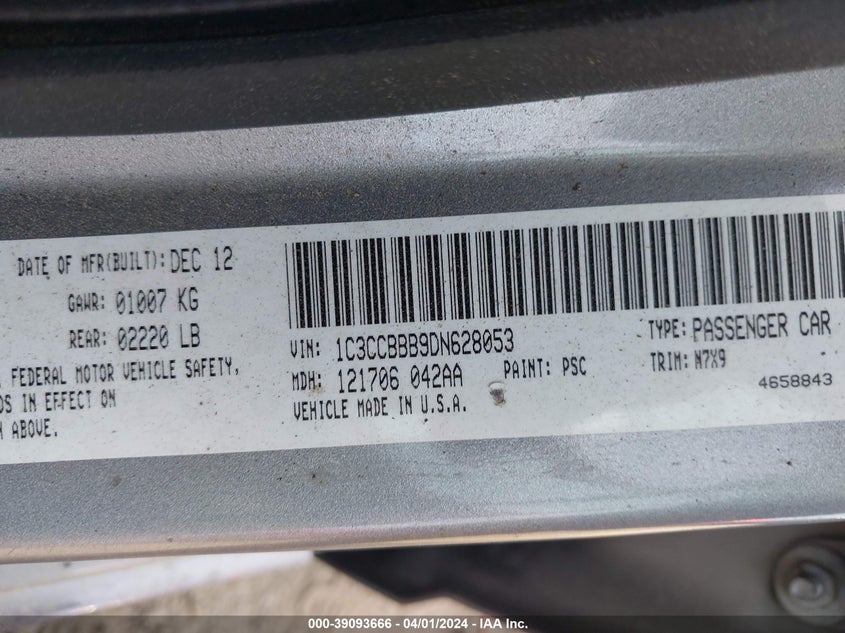 DATE OF MFR(BUILT): DEC 12
GAWR: 01007 KG
REAR: 02220 LB
FEDERAL MOTOR VEHICLE SAFETY,
DS IN EFFECT ON
ABOVE.
VIN: 1C3CCBBB9DN628053
TYPE: PASSENGER CAR
MDH: 121706 042AA
PAINT: PSC
TRIM: N7X9
VEHICLE MADE IN U.S.A.
4658843
000-39093666 - 04/01/2024 - IAA Inc.